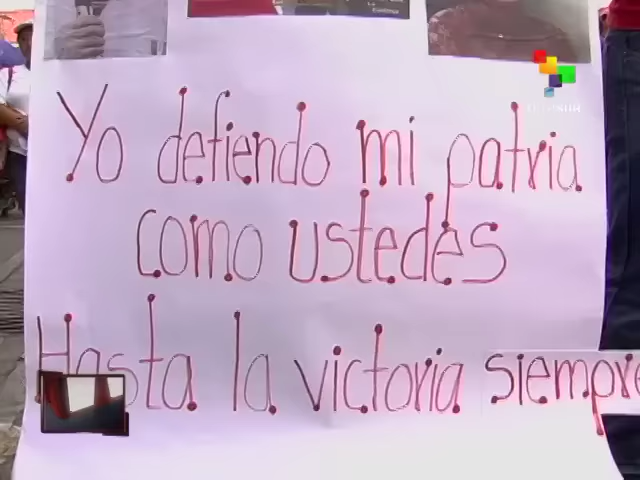 Yo defiendo mi patria
como ustedes
Hasta la victoria siempre